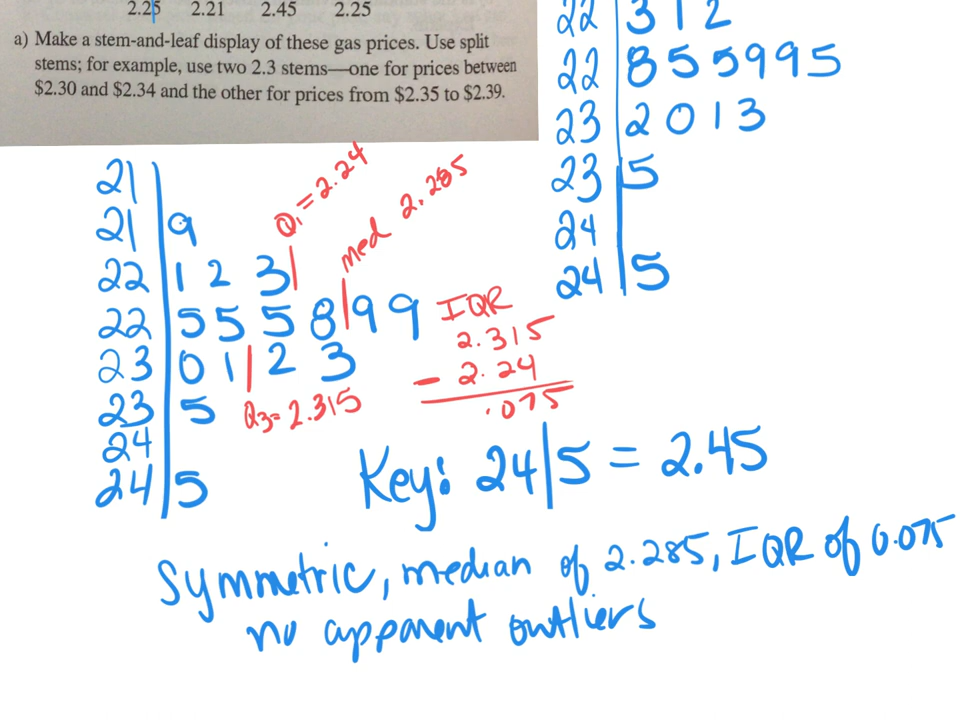 2.25 2.21 2.45 2.25
a) Make a stem-and-leaf display of these gas prices. Use split
stems; for example, use two 2.3 stems—one for prices between
$2.30 and $2.34 and the other for prices from $2.35 to $2.39.
22 3 1 2
22 8 5 5 9 9 5
23 2 0 1 3
23 5
24
24 5
21
21 9
22 1 2 3
22 5 5 5 8 9 9
23 0 1 2 3
23 5
24
24 5
Q1 = 2.24
med 2.285
Q3= 2.315
IQR
2.315
- 2.24
.075
Key: 24|5 = 2.45
Symmetric, median of 2.285, IQR of 0.075
no apparent outliers